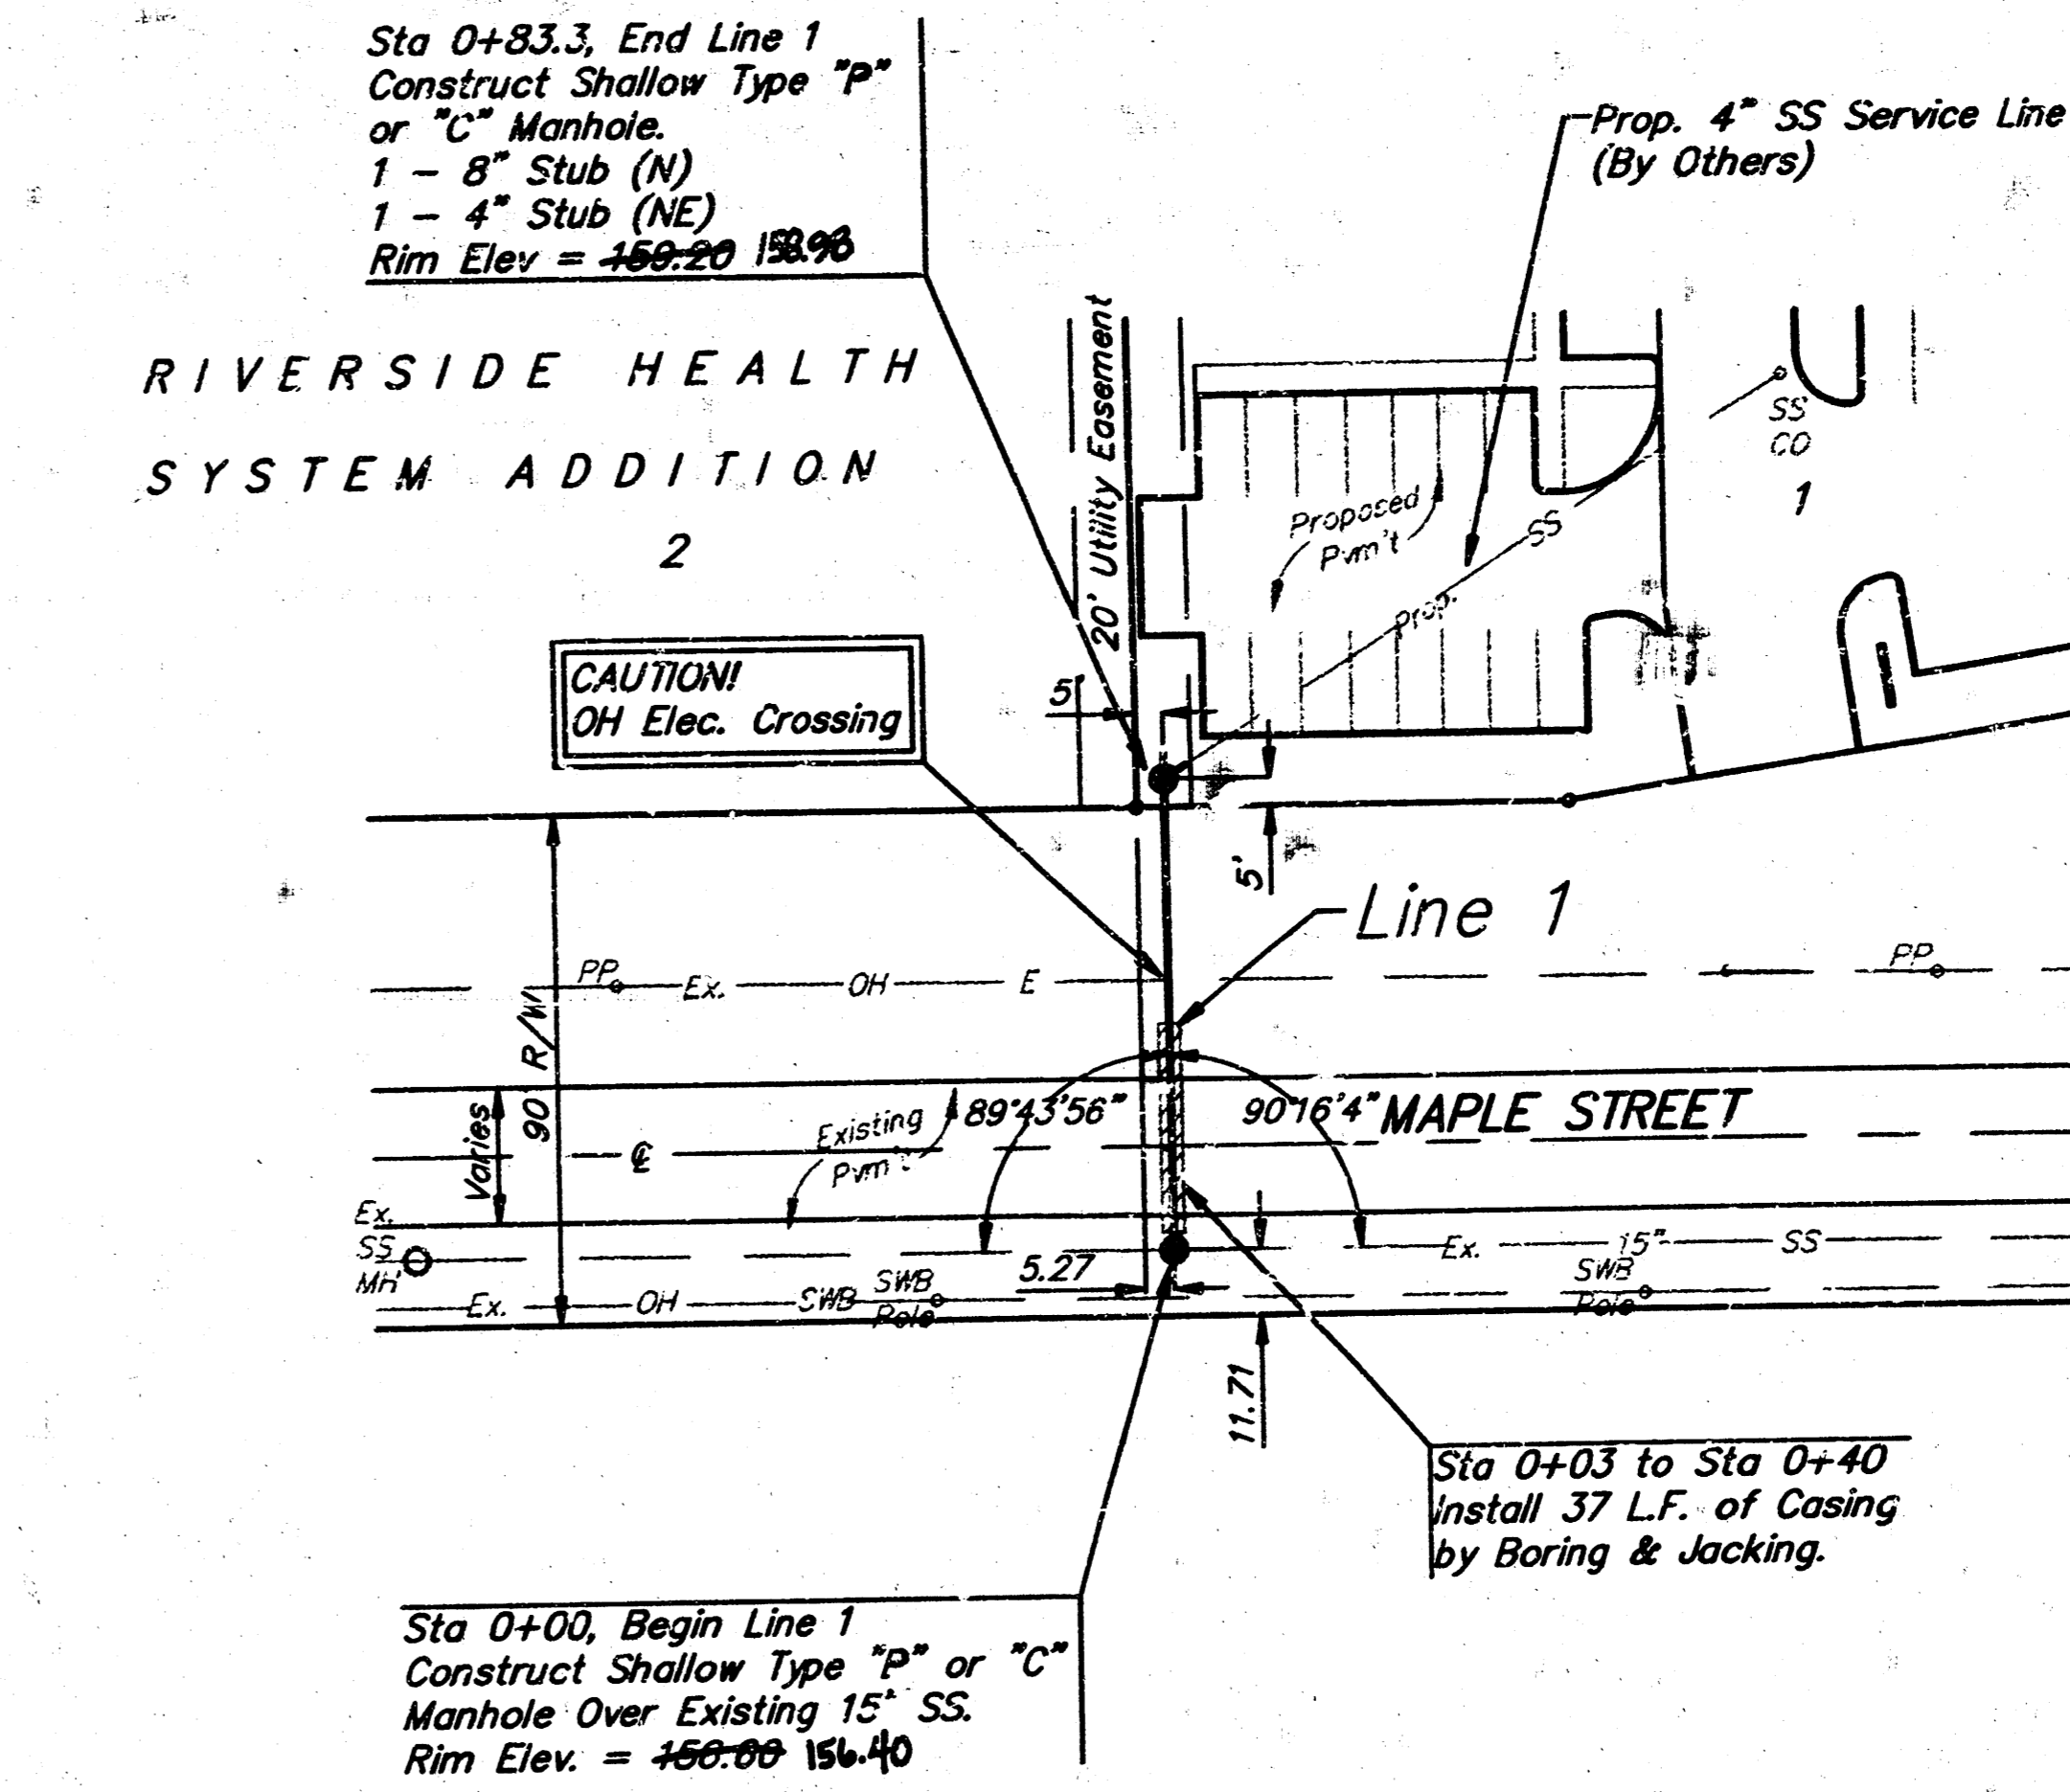 Sta 0+83.3, End Line 1
Construct Shallow Type "P"
or "C" Manhole.
1 - 8" Stub (N)
1 - 4" Stub (NE)
Rim Elev =
Prop. 4" SS Service Line
(By Others)
RIVERSIDE HEALTH
SYSTEM ADDITION
2
20' Utility Easement
SS
CO
1
Proposed
Pvm't
SS
Prop.
CAUTION!
OH Elec. Crossing
5'
5'
Line 1
PP Ex. OH E PP
90 R/W
Varies
℄
Existing
Pvm't
89°43'56" 90°16'4" MAPLE STREET
Ex.
SS
MH
Ex. 15" SS
5.27
Ex. OH SWB SWB
Pole
SWB
Pole
11.71
Sta 0+03 to Sta 0+40
Install 37 L.F. of Casing
by Boring & Jacking.
Sta 0+00, Begin Line 1
Construct Shallow Type "P" or "C"
Manhole Over Existing 15" SS.
Rim Elev. = 156.40